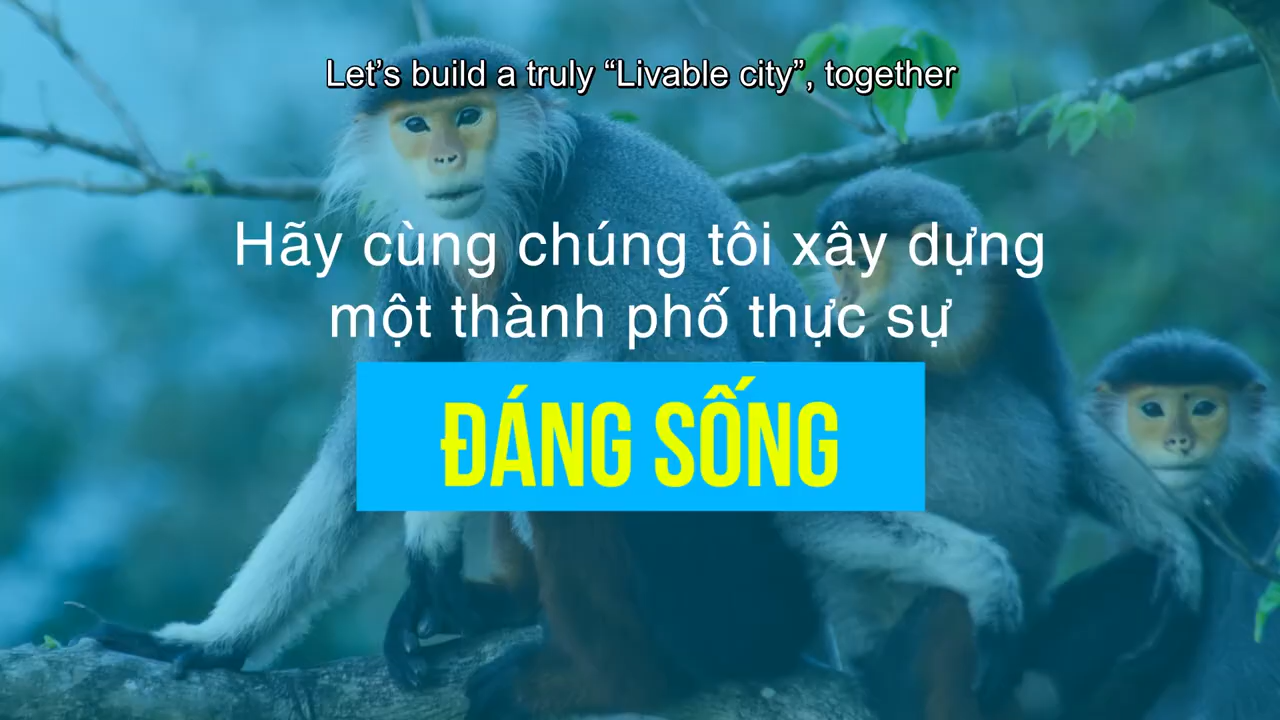 Let's build a truly “Livable city”, together
Hãy cùng chúng tôi xây dựng
một thành phố thực sự
ĐÁNG SỐNG